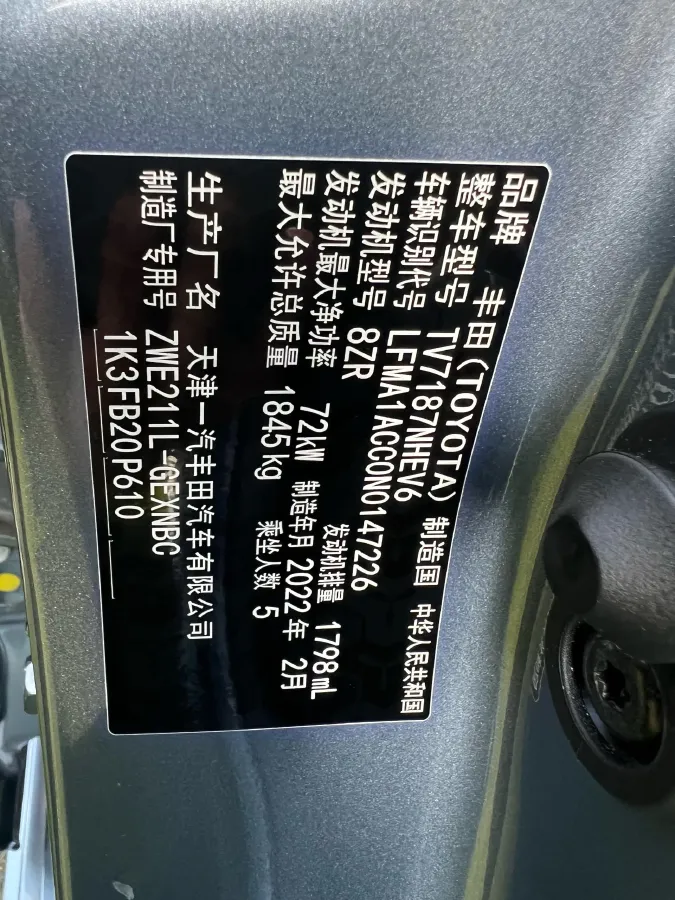 品牌 丰田(TOYOTA) 制造国 中华人民共和国
整车型号 TV7187NHEV6
车辆识别代号 LFMA1ACC0N0147226
发动机型号 8ZR 发动机排量 1798mL
发动机最大净功率 72kW 制造年月 2022年 2月
最大允许总质量 1845kg 乘坐人数 5
生产厂名 天津一汽丰田汽车有限公司
制造厂专用号 ZWE211L-GEXNBC
1K3 FB20 P610